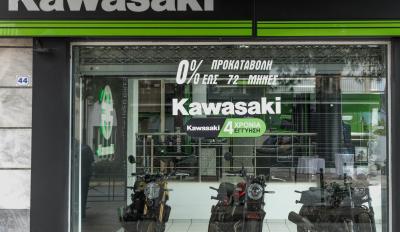 Kawasaki
44
0% ΠΡΟΚΑΤΑΒΟΛΗ
ΕΩΣ 72 - ΜΗΝΕΣ
Kawasaki
Kawasaki 4 ΧΡΟΝΙΑ
ΕΓΓΥΗΣΗ